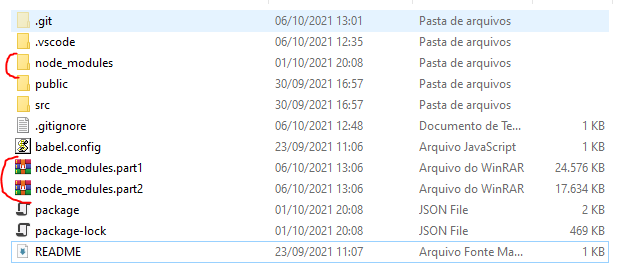 .git 06/10/2021 13:01 Pasta de arquivos
.vscode 06/10/2021 12:35 Pasta de arquivos
node_modules 01/10/2021 20:08 Pasta de arquivos
public 30/09/2021 16:57 Pasta de arquivos
src 30/09/2021 16:57 Pasta de arquivos
.gitignore 06/10/2021 12:48 Documento de Te... 1 KB
babel.config 23/09/2021 11:06 Arquivo JavaScript 1 KB
node_modules.part1 06/10/2021 13:06 Arquivo do WinRAR 24.576 KB
node_modules.part2 06/10/2021 13:06 Arquivo do WinRAR 17.634 KB
package 01/10/2021 20:08 JSON File 2 KB
package-lock 01/10/2021 20:08 JSON File 469 KB
README 23/09/2021 11:07 Arquivo Fonte Ma... 1 KB